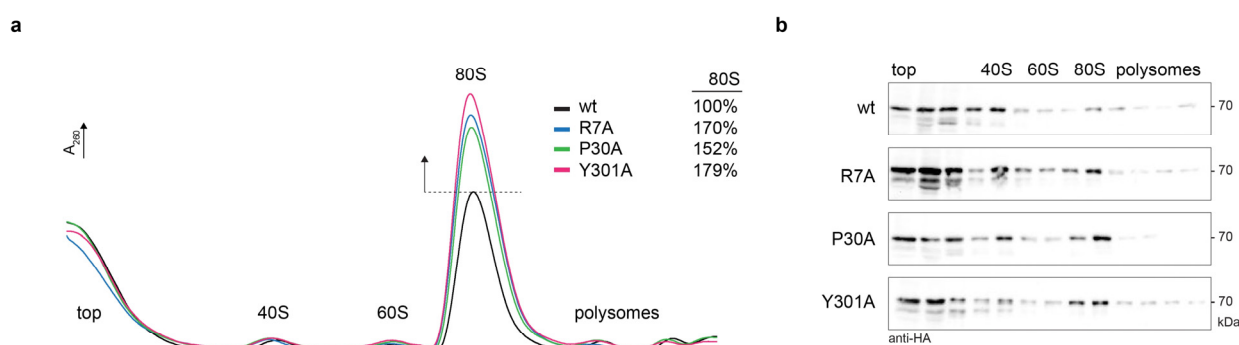 a
b
A260
80S
80S
wt 100%
R7A 170%
P30A 152%
Y301A 179%
top
40S
60S
polysomes
top 40S 60S 80S polysomes
wt - 70
R7A - 70
P30A - 70
Y301A - 70
kDa
anti-HA